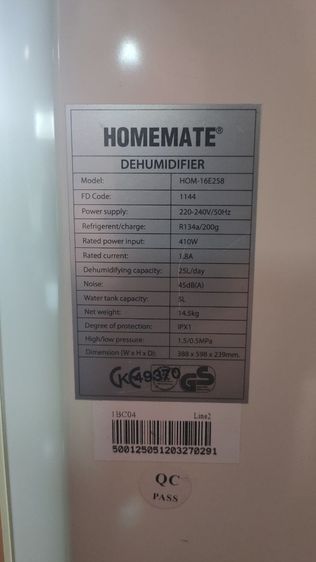 HOMEMATE®
DEHUMIDIFIER
Model: HOM-16E258
FD Code: 1144
Power supply: 220-240V/50Hz
Refrigerent/charge: R134a/200g
Rated power input: 410W
Rated current: 1.8A
Dehumidifying capacity: 25L/day
Noise: 45dB(A)
Water tank capacity: 5L
Net weight: 14.5kg
Degree of protection: IPX1
High/low pressure: 1.5/0.5MPa
Dimension (W x H x D): 388 x 598 x 239mm.
CE GS
1BC04 Line2
500125051203270291
QC
PASS